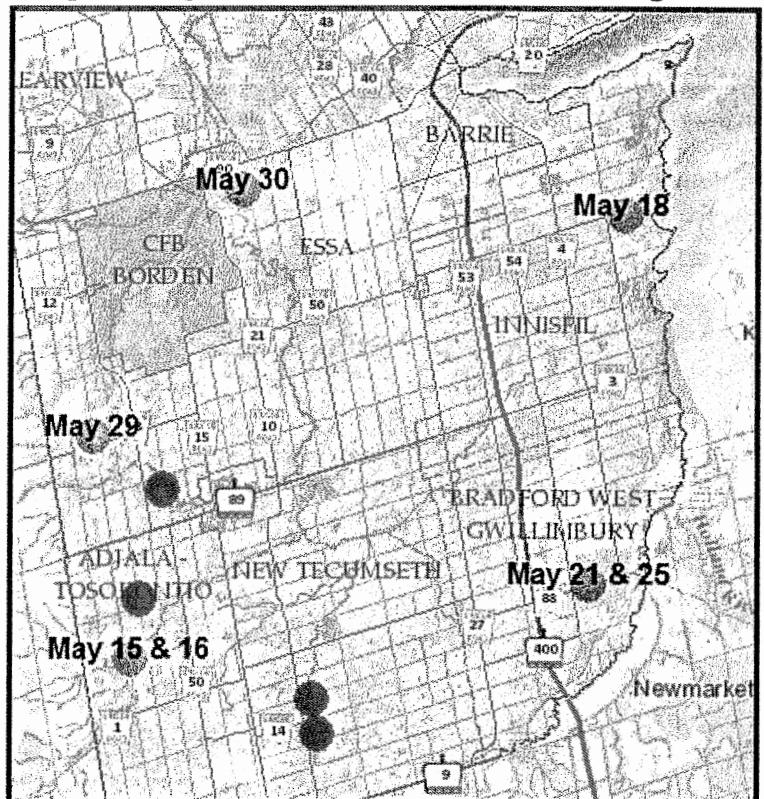 43
28
40
20
EARVIEW
9
BARRIE
May 30
May 18
CFB
BORDEN
ESSA
4
54
53
12
50
21
INNISFIL
K
3
May 29
15
10
89
BRADFORD WEST
GWILLIMBURY
ADJALA -
NEW TECUMSETH
May 21 & 25
88
27
May 15 & 16
400
50
Newmarket
1
14
9